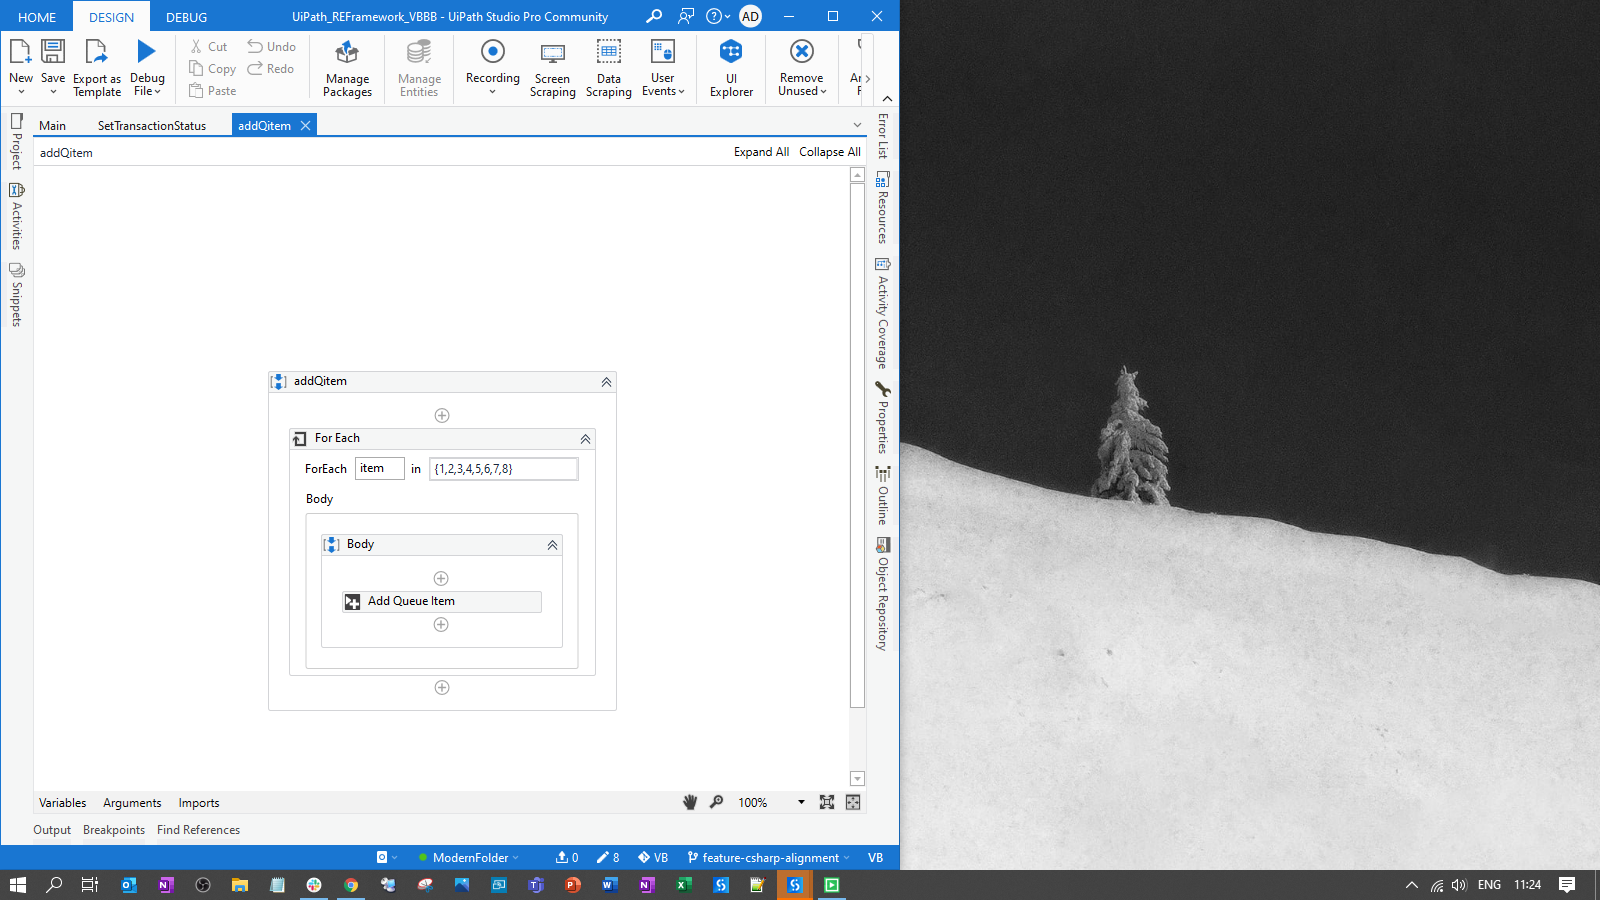 HOME DESIGN DEBUG UiPath_REFramework_VBBB - UiPath Studio Pro Community AD
New Save Export as Template Debug File Cut Copy Paste Undo Redo Manage Packages Manage Entities Recording Screen Scraping Data Scraping User Events UI Explorer Remove Unused
Main SetTransactionStatus addQitem
addQitem Expand All Collapse All
Project
Activities
Snippets
Error List
Resources
Activity Coverage
Properties
Outline
Object Repository
addQitem
For Each
ForEach item in {1,2,3,4,5,6,7,8}
Body
Body
Add Queue Item
Variables Arguments Imports 100%
Output Breakpoints Find References
ModernFolder 0 8 VB feature-csharp-alignment VB
ENG 11:24